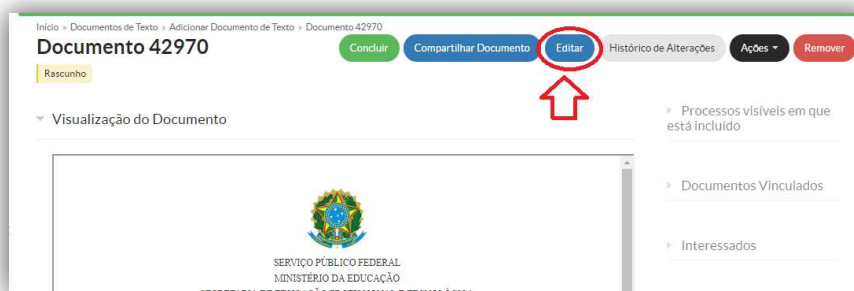 Início » Documentos de Texto » Adicionar Documento de Texto » Documento 42970
Documento 42970
Concluir Compartilhar Documento Editar Histórico de Alterações Ações Remover
Rascunho
Visualização do Documento
Processos visíveis em que
está incluído
Documentos Vinculados
Interessados
SERVIÇO PÚBLICO FEDERAL
MINISTÉRIO DA EDUCAÇÃO